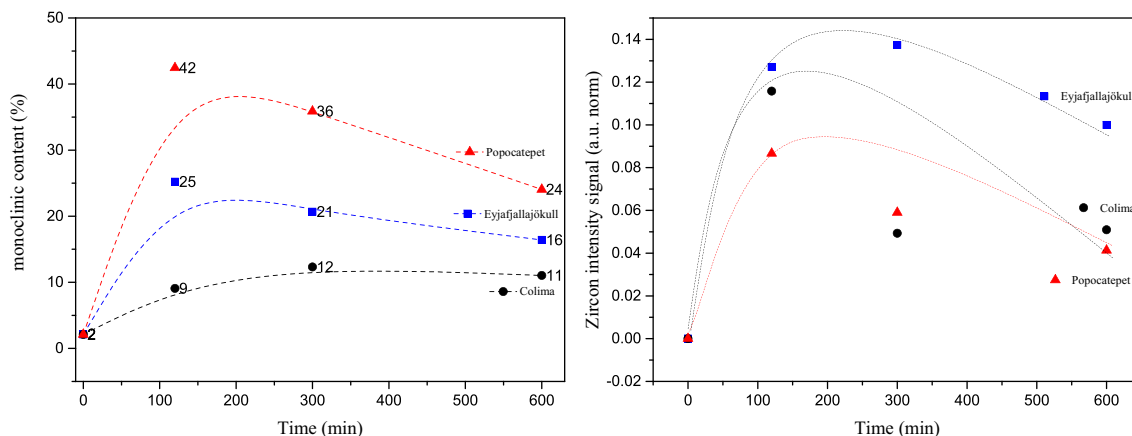 50
40
30
20
10
0
monoclinic content (%)
42
36
Popocatepet
25
24
21
Eyjafjallajökull
16
12
9
11
Colima
2
0 100 200 300 400 500 600
Time (min)
0.14
0.12
0.10
0.08
0.06
0.04
0.02
0.00
-0.02
Zircon intensity signal (a.u. norm)
Eyjafjallajökull
Colima
Popocatepet
0 100 200 300 400 500 600
Time (min)